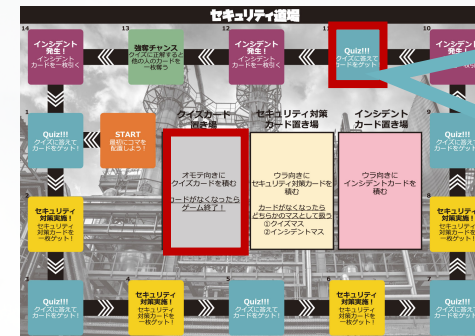 セキュリティ道場
14
インシデント
発生！
インシデント
カードを一枚引く
13
強奪チャンス
クイズに正解すると
他の人のカードを
一枚奪う
12
インシデント
発生！
インシデント
カードを一枚引く
11
Quiz!!!
クイズに答えて
カードをゲット！
10
インシデント
発生！
インシデント
カードを一枚引く
1
Quiz!!!
クイズに答えて
カードをゲット！
START
最初にコマを
配置しよう！
クイズカード
置き場
オモテ向きに
クイズカードを積む
カードがなくなったら
ゲーム終了！
セキュリティ対策
カード置き場
ウラ向きに
セキュリティ対策カードを
積む
カードがなくなったら
どちらかのマスとして扱う
①クイズマス
②インシデントマス
インシデント
カード置き場
ウラ向きに
インシデントカードを
積む
9
Quiz!!!
クイズに答えて
カードをゲット！
セキュリティ
対策実施！
セキュリティ
対策カードを
一枚ゲット！
8
セキュリティ
対策実施！
セキュリティ
対策カードを
一枚ゲット！
Quiz!!!
クイズに答えて
カードをゲット！
セキュリティ
対策実施！
セキュリティ
対策カードを
一枚ゲット！
5
Quiz!!!
クイズに答えて
カードをゲット！
6
セキュリティ
対策実施！
セキュリティ
対策カードを
一枚ゲット！
7
Quiz!!!
クイズに答えて
カードをゲット！